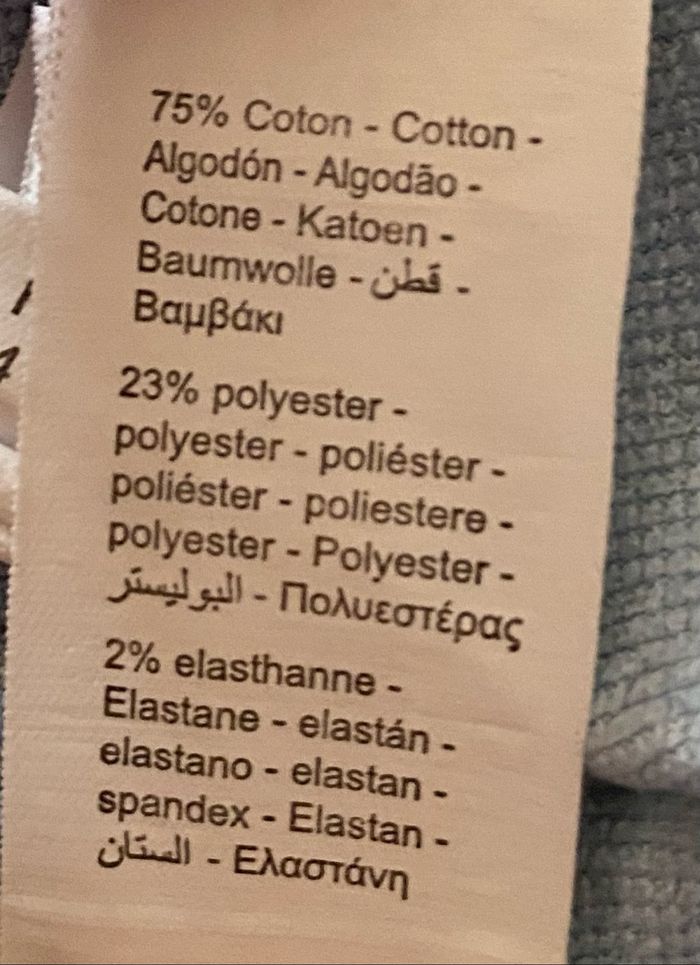 75% Coton - Cotton -
Algodón - Algodão -
Cotone - Katoen -
Baumwolle - قطن -
Βαμβάκι
23% polyester -
polyester - poliéster -
poliéster - poliestere -
polyester - Polyester -
البوليستر - Πολυεστέρας
2% elasthanne -
Elastane - elastán -
elastano - elastan -
spandex - Elastan -
الستان - Ελαστάνη